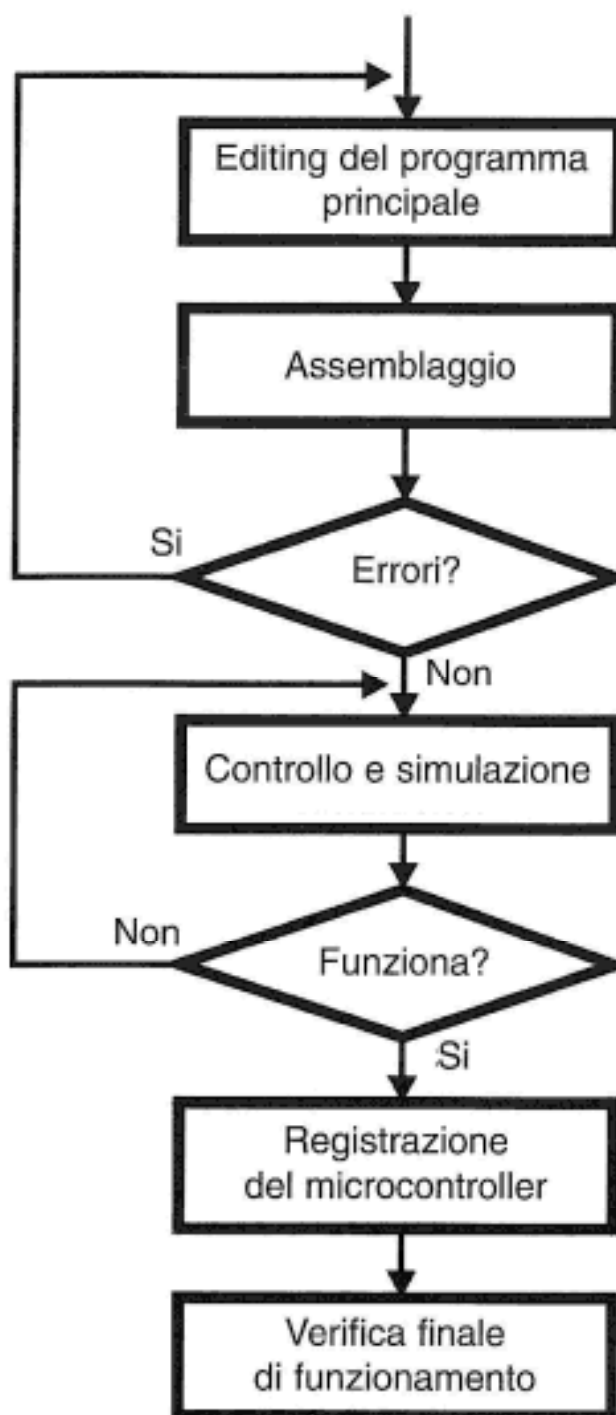 Editing del programma
principale
Assemblaggio
Si
Errori?
Non
Controllo e simulazione
Non
Funziona?
Si
Registrazione
del microcontroller
Verifica finale
di funzionamento